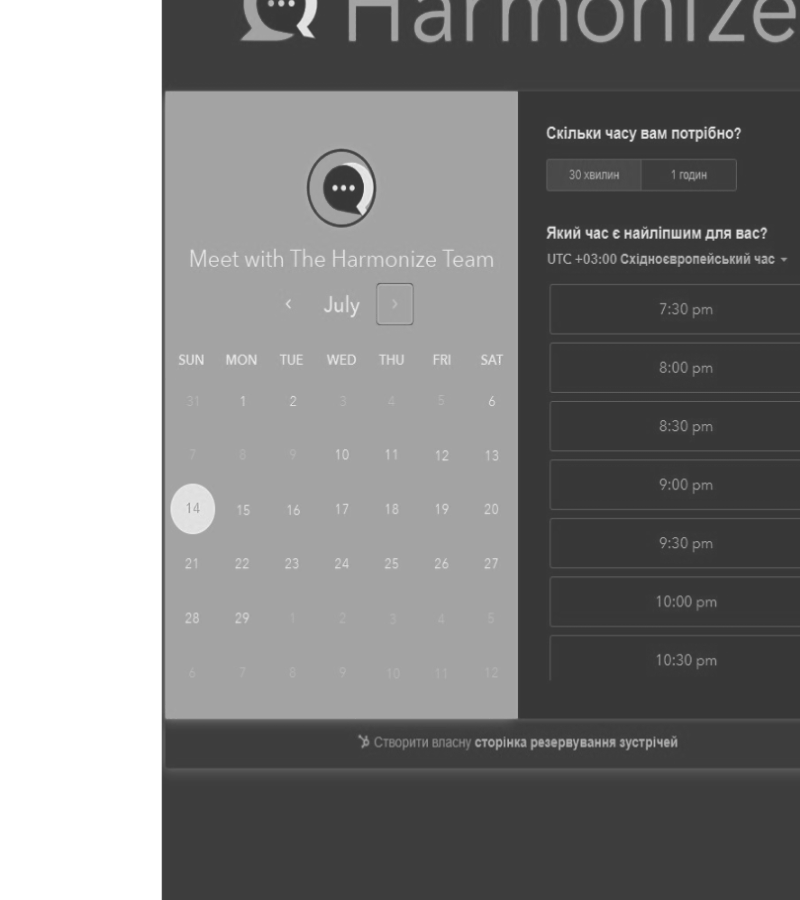 Harmonize
Meet with The Harmonize Team
July
SUN MON TUE WED THU FRI SAT
31 1 2 3 4 5 6
7 8 9 10 11 12 13
14 15 16 17 18 19 20
21 22 23 24 25 26 27
28 29 1 2 3 4 5
6 7 8 9 10 11 12
Скільки часу вам потрібно?
30 хвилин 1 годин
Який час є найліпшим для вас?
UTC +03:00 Східноєвропейський час
7:30 pm
8:00 pm
8:30 pm
9:00 pm
9:30 pm
10:00 pm
10:30 pm
Створити власну сторінка резервування зустрічей